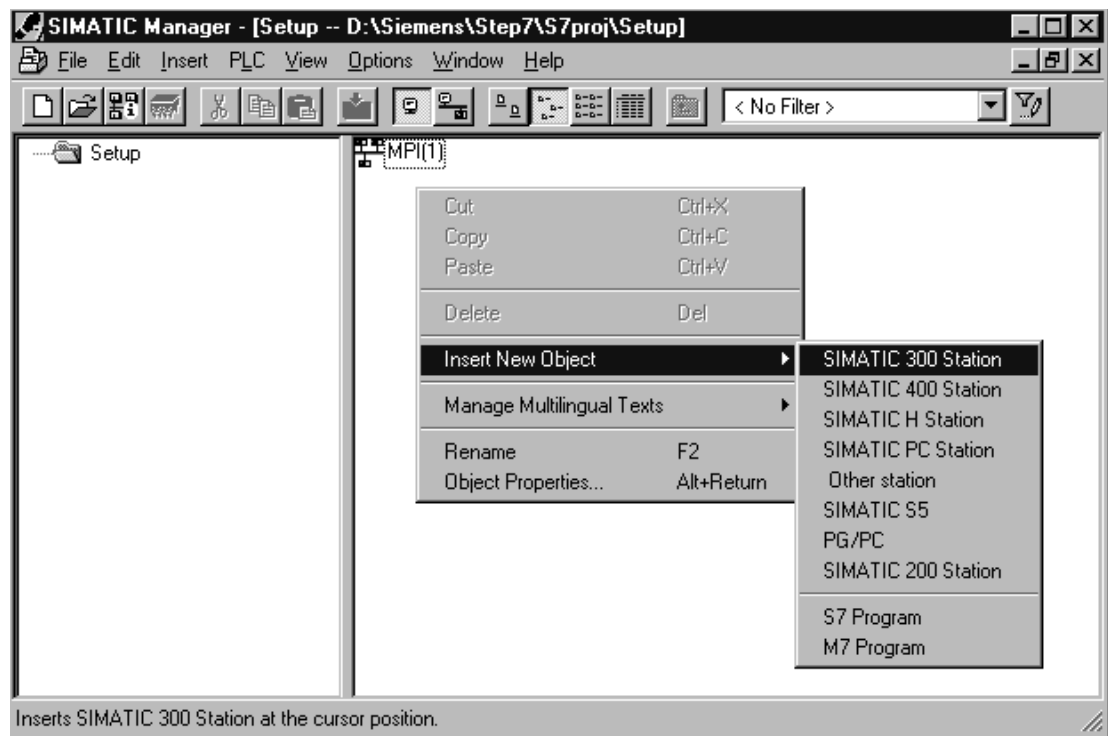 SIMATIC Manager - [Setup -- D:\Siemens\Step7\S7proj\Setup]
File Edit Insert PLC View Options Window Help
< No Filter >
Setup
MPI(1)
Cut Ctrl+X
Copy Ctrl+C
Paste Ctrl+V
Delete Del
Insert New Object
Manage Multilingual Texts
Rename F2
Object Properties... Alt+Return
SIMATIC 300 Station
SIMATIC 400 Station
SIMATIC H Station
SIMATIC PC Station
Other station
SIMATIC S5
PG/PC
SIMATIC 200 Station
S7 Program
M7 Program
Inserts SIMATIC 300 Station at the cursor position.